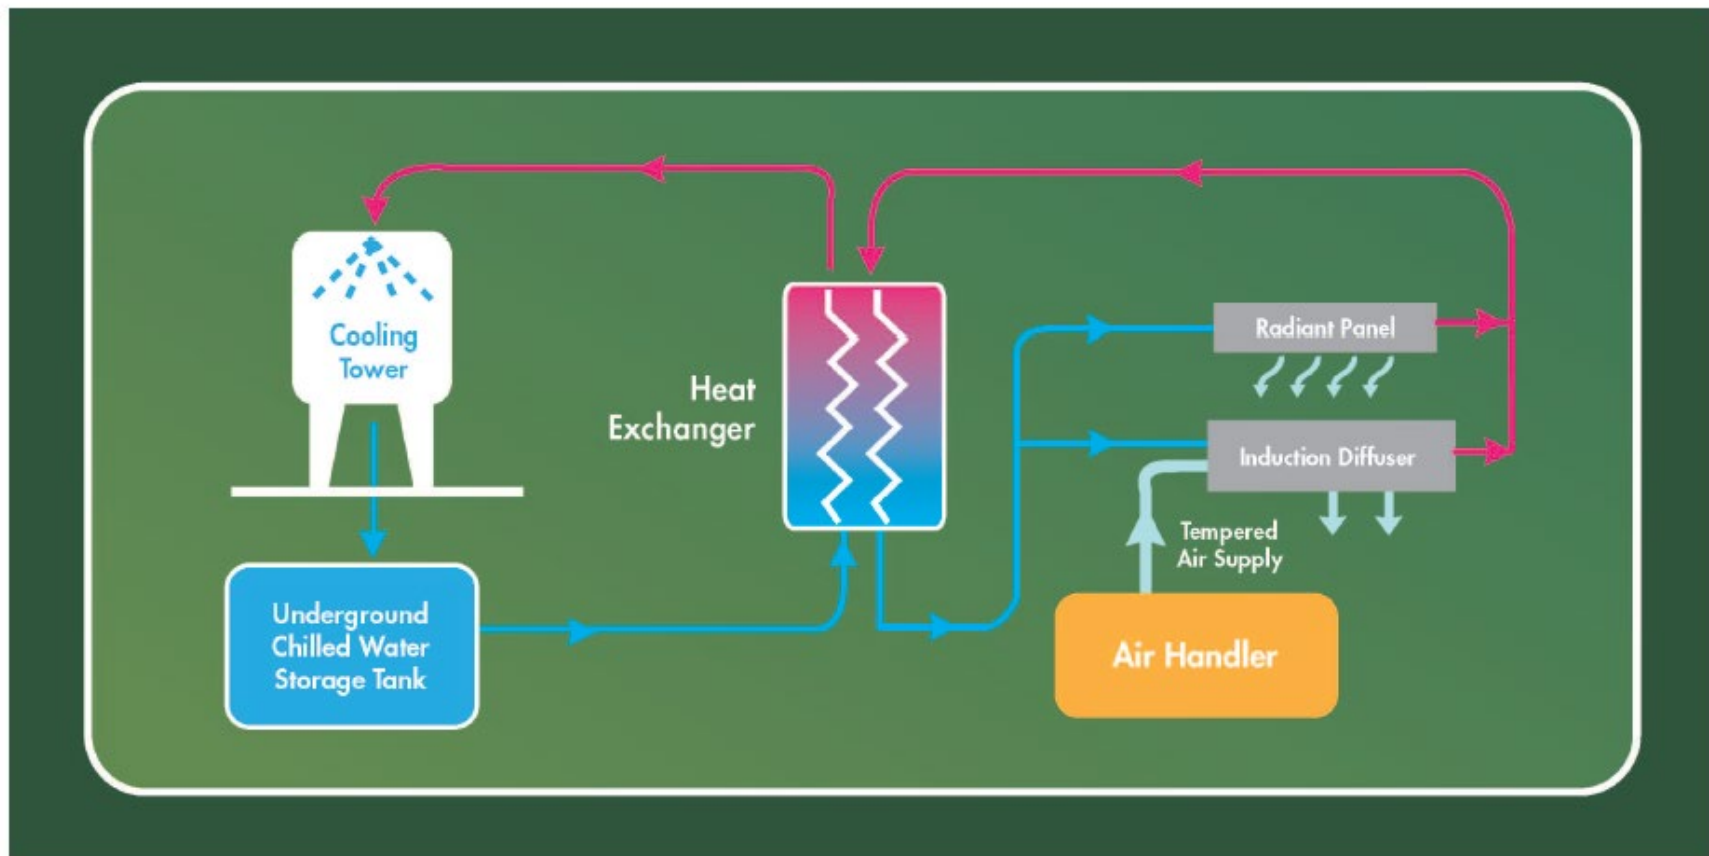 Cooling
Tower
Heat
Exchanger
Radiant Panel
Induction Diffuser
Tempered
Air Supply
Underground
Chilled Water
Storage Tank
Air Handler